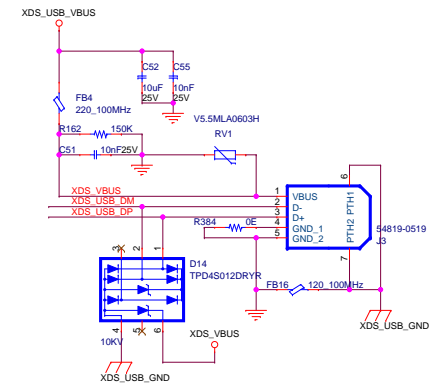 XDS_USB_VBUS
C52
C55
10uF
10nF
25V
25V
FB4
220_100MHz
V5.5MLA0603H
RV1
R162
150K
C51
10nF25V
XDS_VBUS
XDS_USB_DM
XDS_USB_DP
1
2
3
4
5
VBUS
D-
D+
GND_1
GND_2
PTH2 PTH1
6
7
54819-0519
J3
R384
0E
3
2
1
D14
TPD4S012DRYR
4
5
6
10KV
FB16
120_100MHz
XDS_VBUS
XDS_USB_GND
XDS_USB_GND